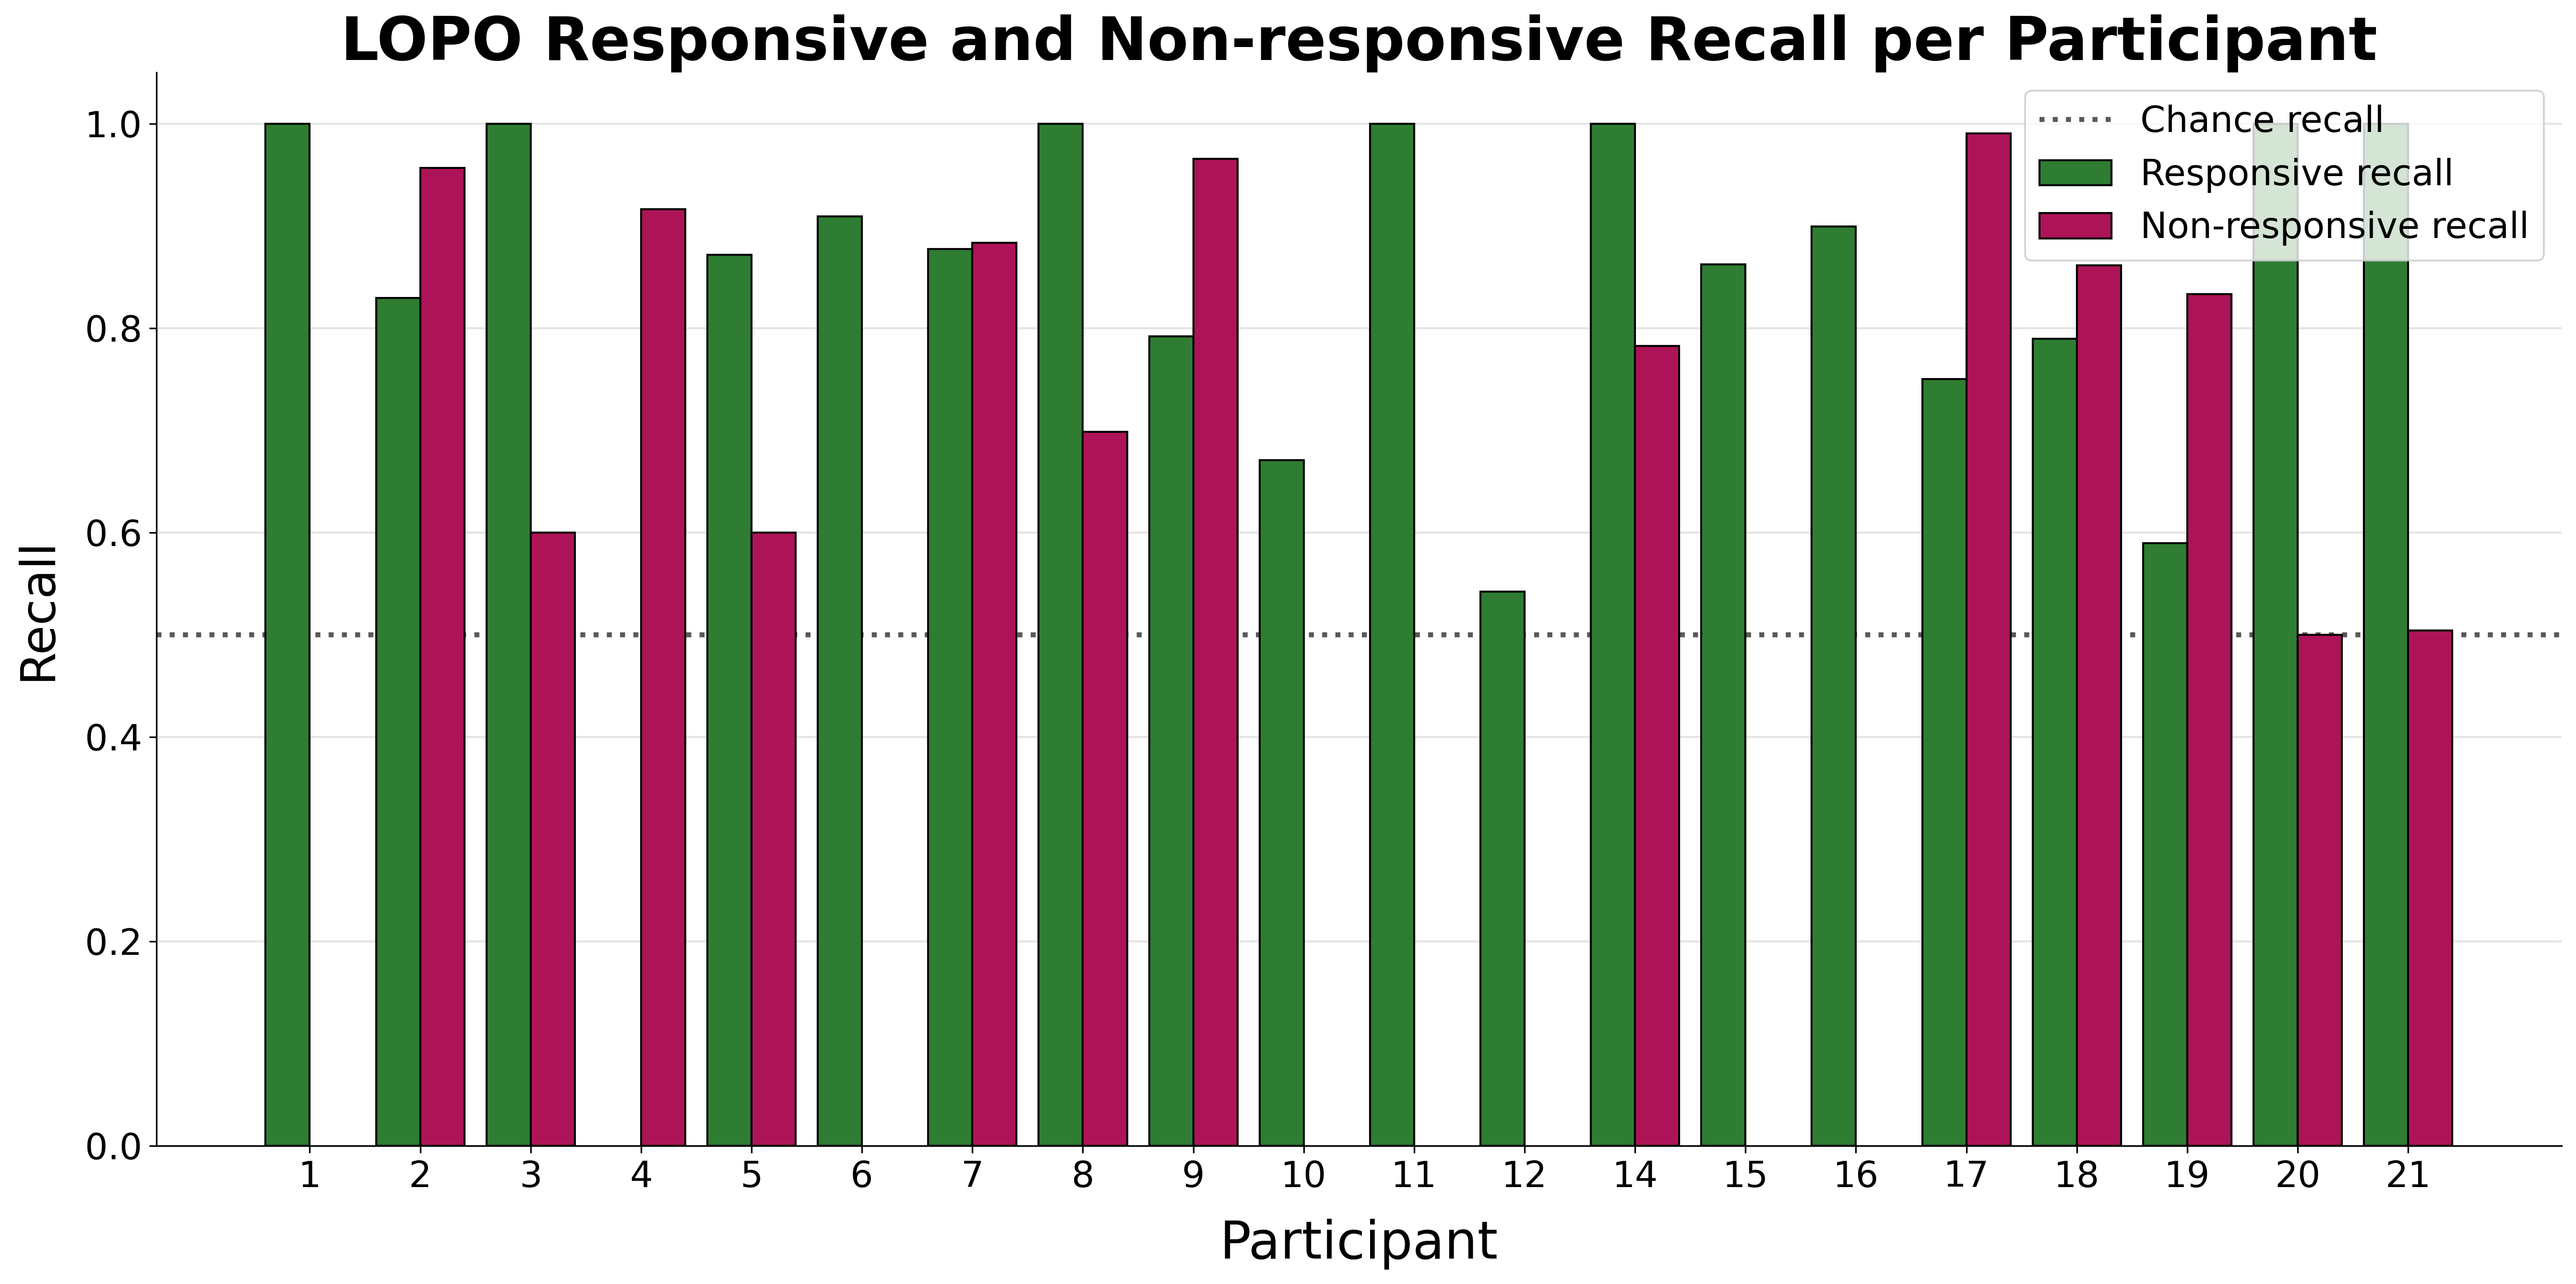 LOPO Responsive and Non-responsive Recall per Participant
Chance recall
Responsive recall
Non-responsive recall
Recall
1.0
0.8
0.6
0.4
0.2
0.0
1 2 3 4 5 6 7 8 9 10 11 12 14 15 16 17 18 19 20 21
Participant